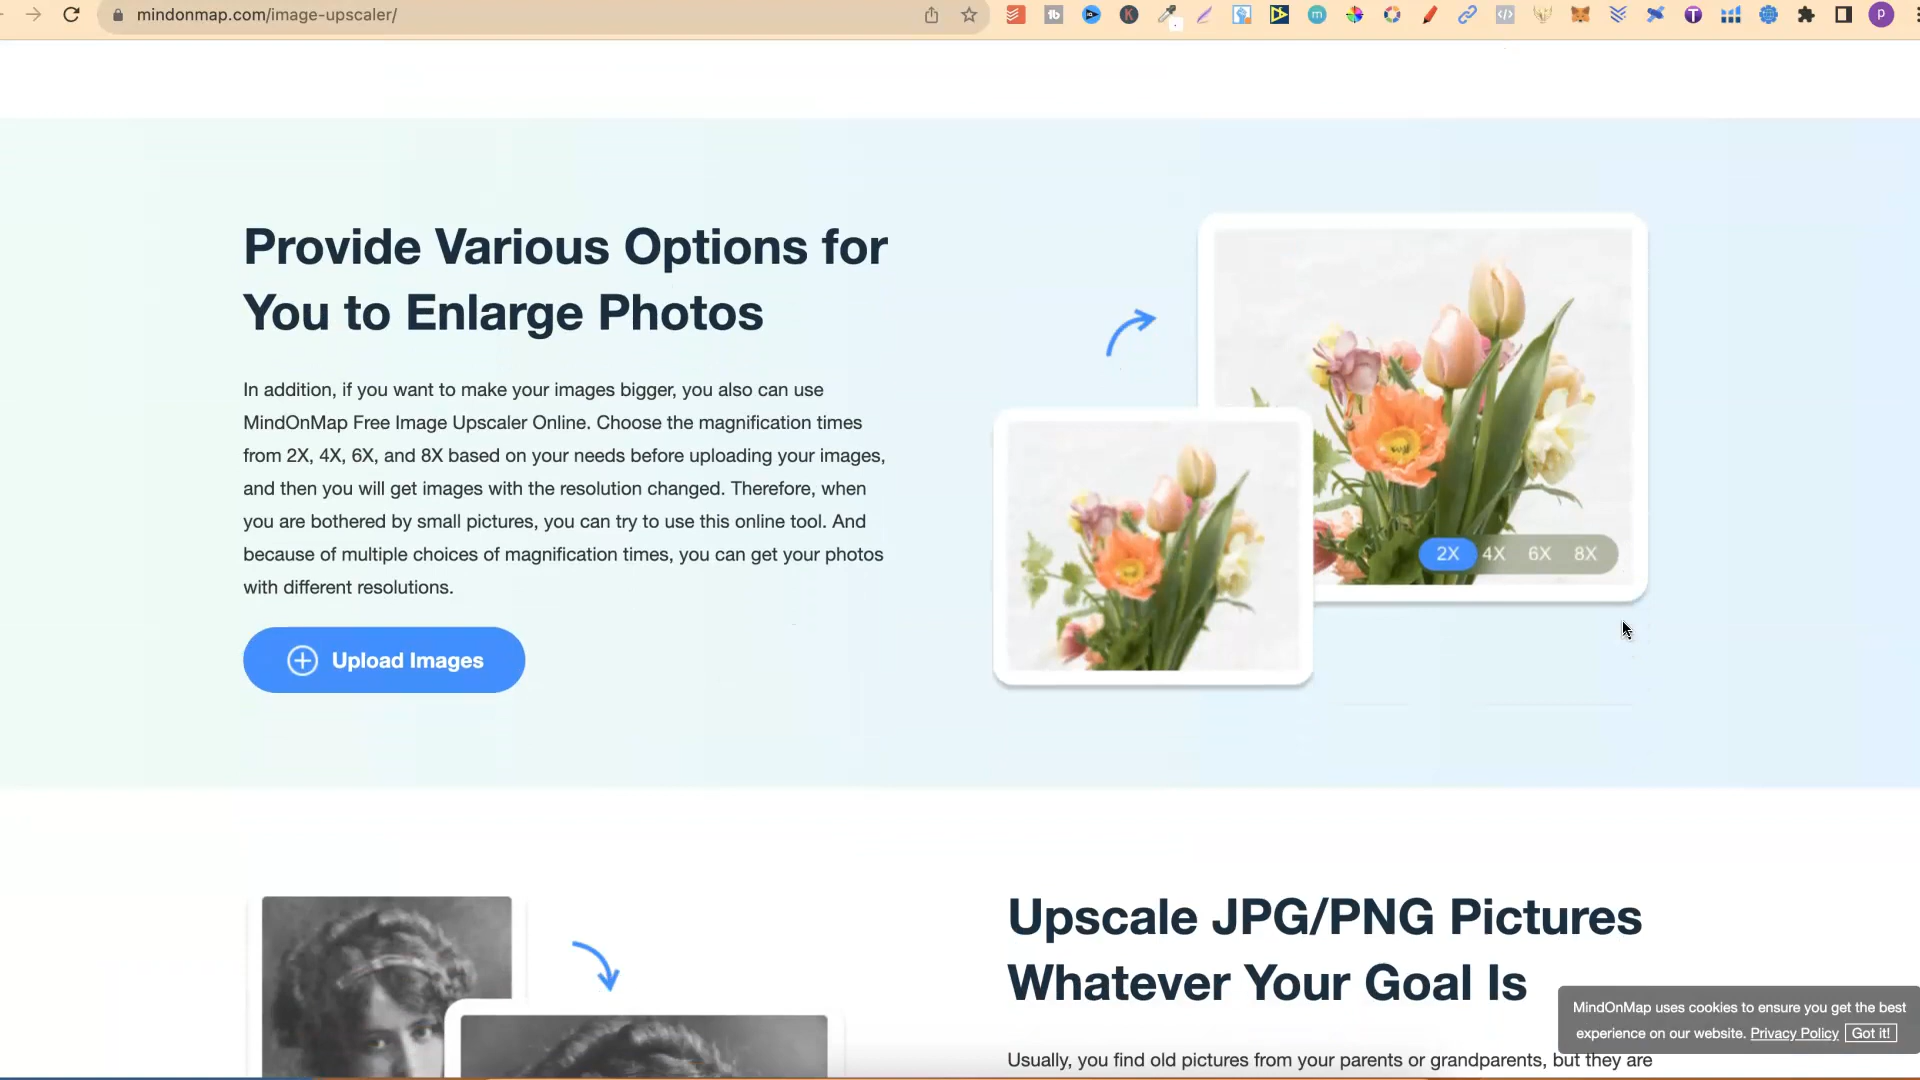 mindonmap.com/image-upscaler/
Provide Various Options for
You to Enlarge Photos
In addition, if you want to make your images bigger, you also can use
MindOnMap Free Image Upscaler Online. Choose the magnification times
from 2X, 4X, 6X, and 8X based on your needs before uploading your images,
and then you will get images with the resolution changed. Therefore, when
you are bothered by small pictures, you can try to use this online tool. And
because of multiple choices of magnification times, you can get your photos
with different resolutions.
Upload Images
2X 4X 6X 8X
Upscale JPG/PNG Pictures
Whatever Your Goal Is
Usually, you find old pictures from your parents or grandparents, but they are
MindOnMap uses cookies to ensure you get the best
experience on our website. Privacy Policy Got it!